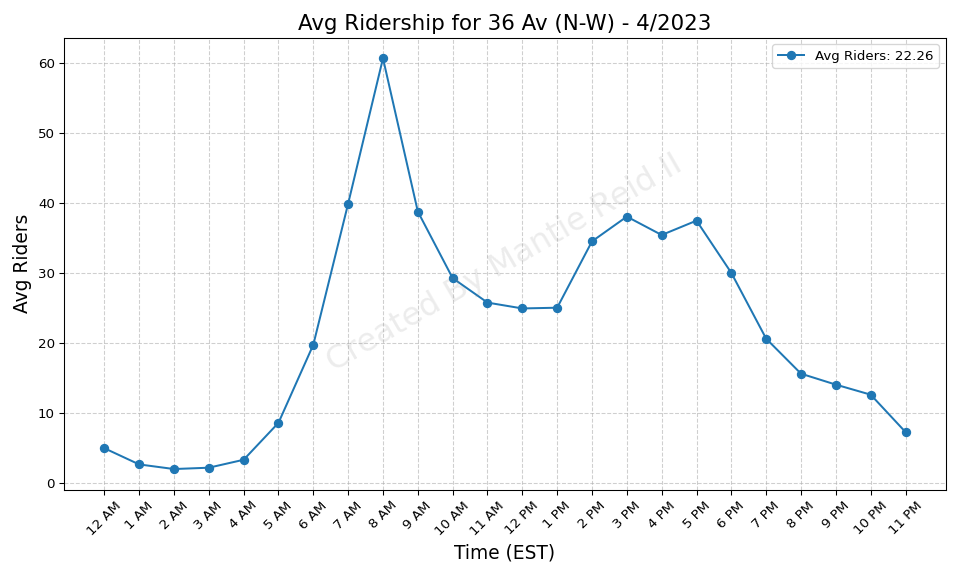 Avg Ridership for 36 Av (N-W) - 4/2023
Avg Riders: 22.26
60
50
40
30
20
10
0
Avg Riders
Created By Mantie Reid II
12 AM
1 AM
2 AM
3 AM
4 AM
5 AM
6 AM
7 AM
8 AM
9 AM
10 AM
11 AM
12 PM
1 PM
2 PM
3 PM
4 PM
5 PM
6 PM
7 PM
8 PM
9 PM
10 PM
11 PM
Time (EST)